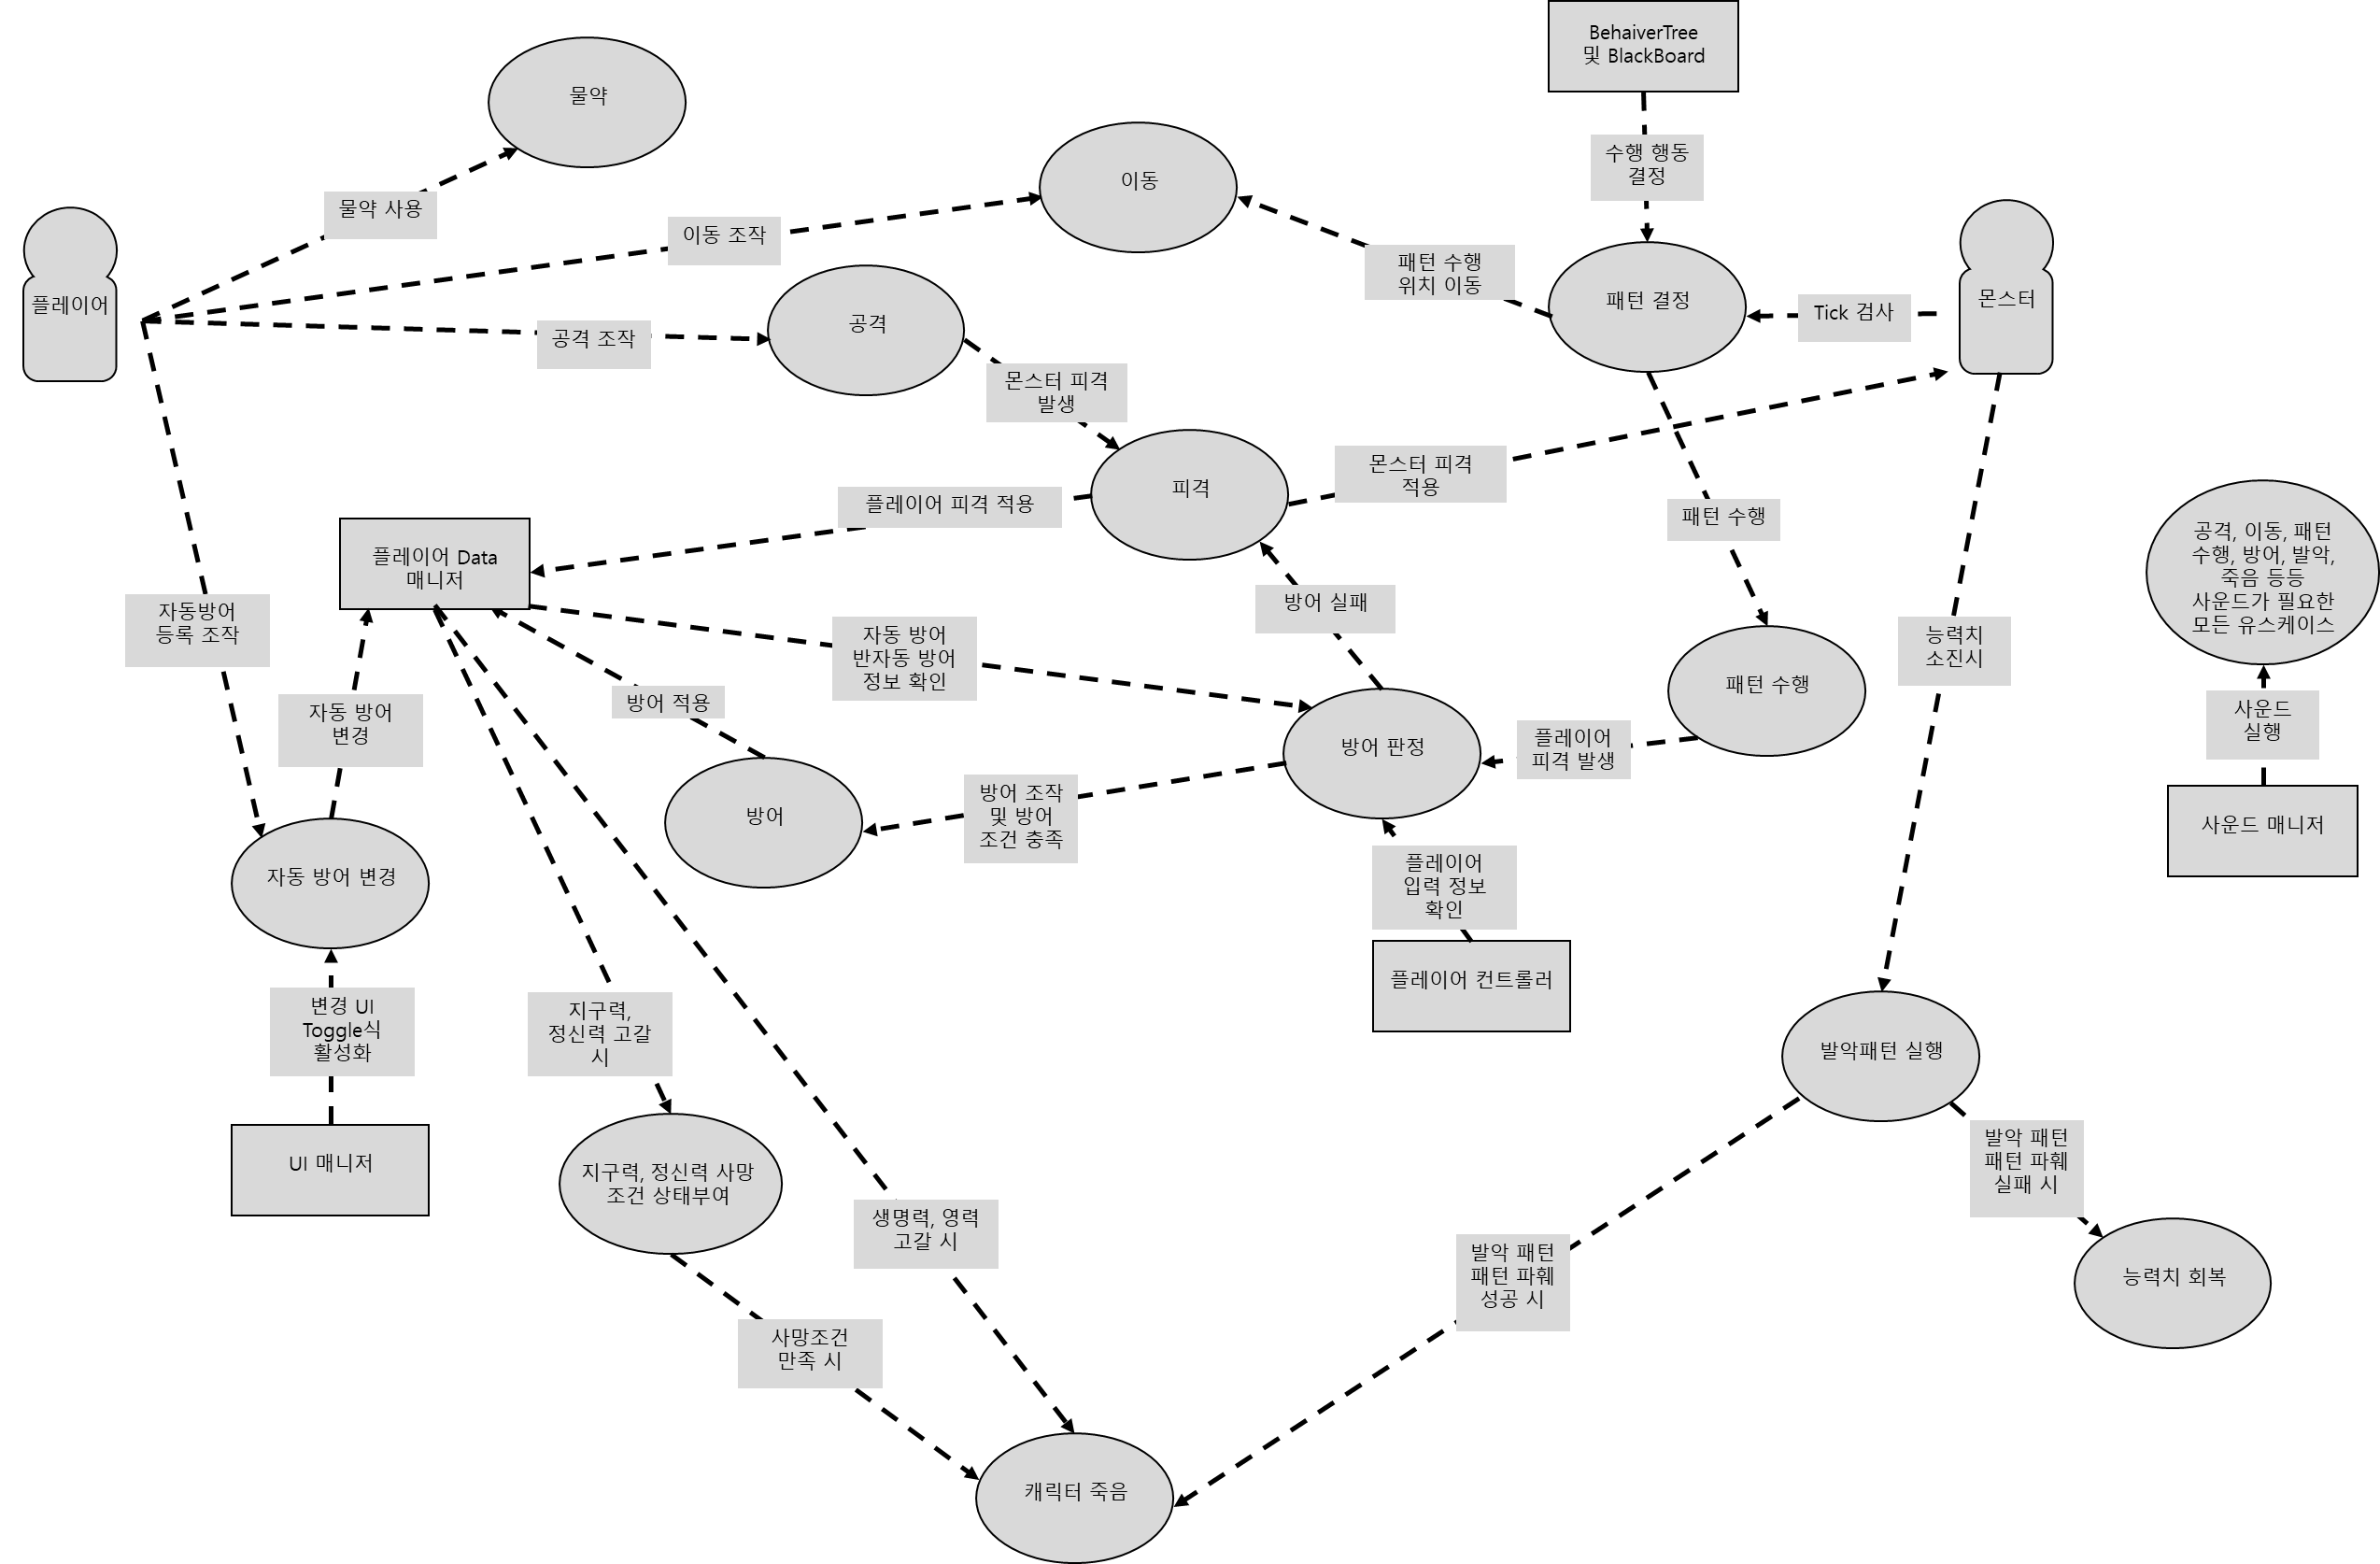 BehaiverTree
및 BlackBoard
물약
수행 행동
결정
이동
물약 사용
이동 조작
패턴 수행
위치 이동
패턴 결정
Tick 검사
몬스터
플레이어
공격
공격 조작
몬스터 피격
발생
몬스터 피격
적용
피격
플레이어 피격 적용
패턴 수행
공격, 이동, 패턴
수행, 방어, 발악,
죽음 등등
사운드가 필요한
모든 유스케이스
플레이어 Data
매니저
자동방어
등록 조작
방어 실패
자동 방어
반자동 방어
정보 확인
능력치
소진시
방어 적용
패턴 수행
자동 방어
변경
사운드
실행
방어 판정
플레이어
피격 발생
방어
방어 조작
및 방어
조건 충족
사운드 매니저
자동 방어 변경
플레이어
입력 정보
확인
플레이어 컨트롤러
변경 UI
Toggle식
활성화
지구력,
정신력 고갈
시
발악패턴 실행
UI 매니저
지구력, 정신력 사망
조건 상태부여
발악 패턴
패턴 파훼
실패 시
생명력, 영력
고갈 시
발악 패턴
패턴 파훼
성공 시
능력치 회복
사망조건
만족 시
캐릭터 죽음